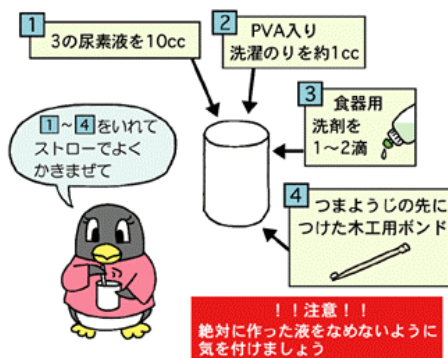 1
3の尿素液を10cc
2
PVA入り
洗濯のりを約1cc
3
食器用
洗剤を
1〜2滴
4
つまようじの先に
つけた木工用ボンド
1〜4をいれて
ストローでよく
かきまぜて
！！注意！！
絶対に作った液をなめないように
気を付けましょう